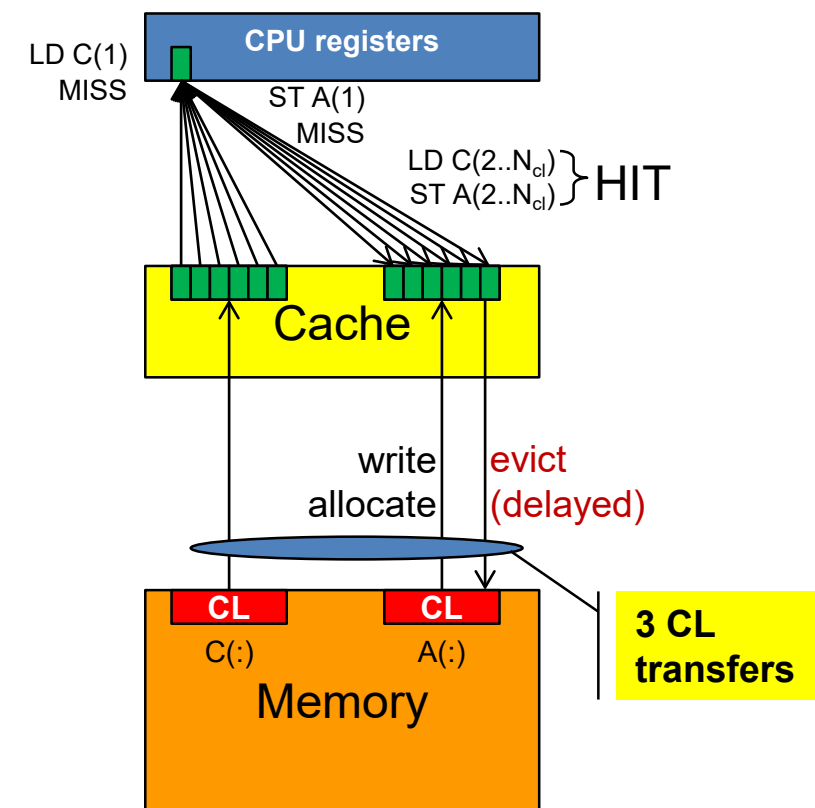 CPU registers
LD C(1)
MISS
ST A(1)
MISS
LD C(2..Ncl)
ST A(2..Ncl)
HIT
Cache
write
allocate
evict
(delayed)
CL
CL
C(:)
A(:)
Memory
3 CL
transfers